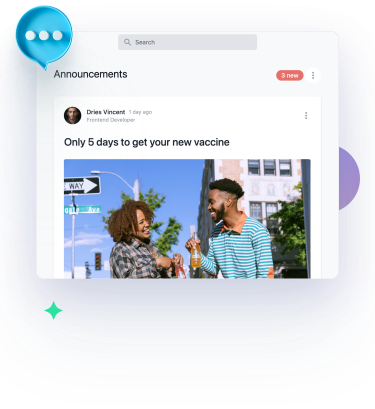 Search
Announcements
3 new
Dries Vincent 1 day ago
Frontend Developer
Only 5 days to get your new vaccine
WAY
Ave